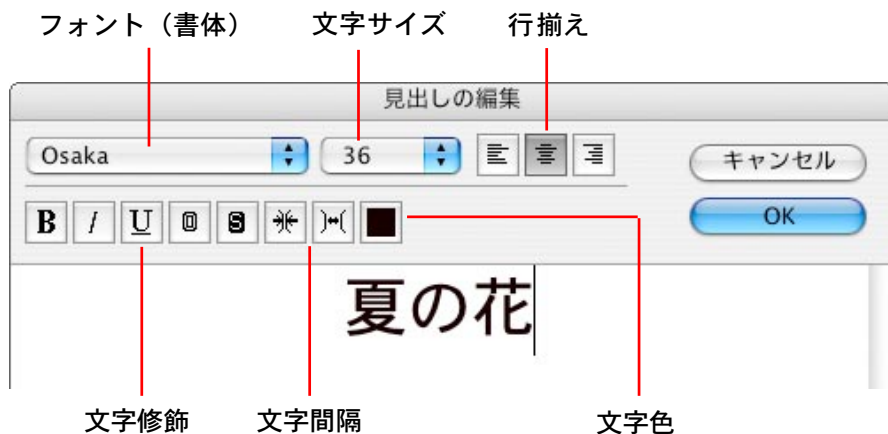 フォント（書体） 文字サイズ 行揃え
見出しの編集
Osaka 36 キャンセル
B I U O S OK
夏の花
文字修飾 文字間隔 文字色